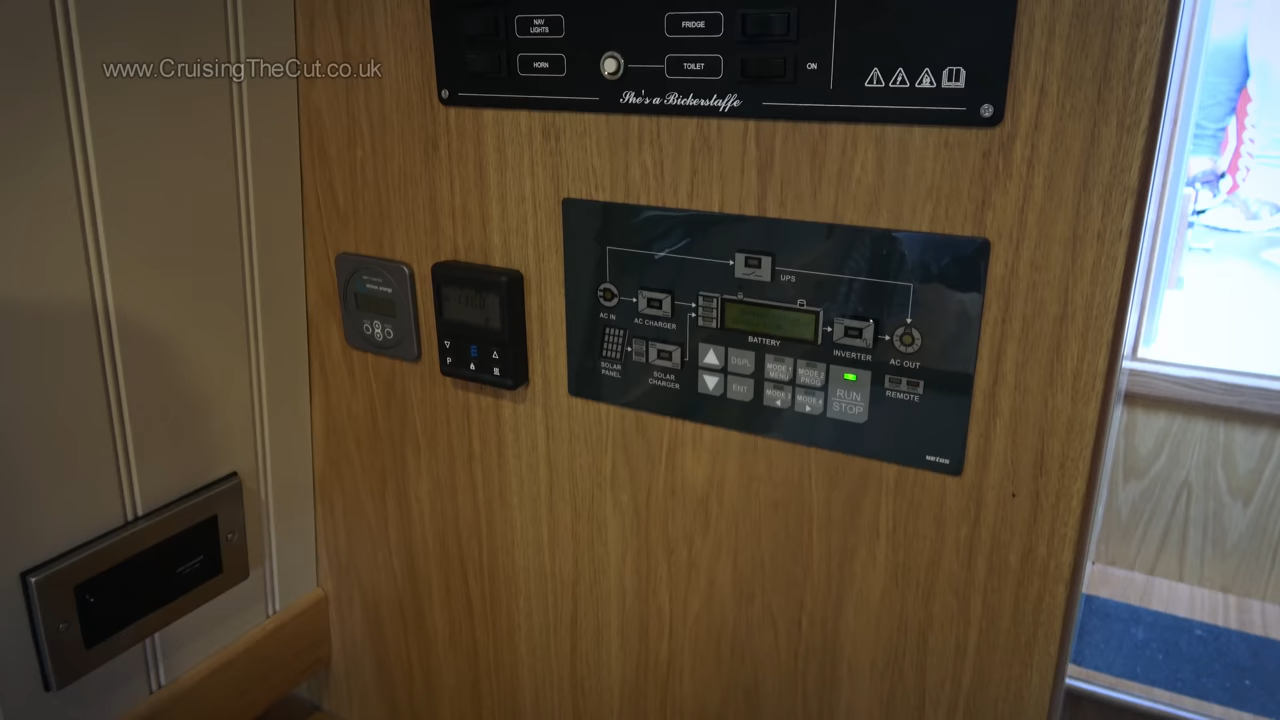 www.CruisingTheCut.co.uk
NAV LIGHTS
FRIDGE
HORN
TOILET
ON
She's a Bickerstaffe
UPS
AC IN
AC CHARGER
BATTERY
INVERTER
AC OUT
SOLAR PANEL
SOLAR CHARGER
DSPL
MODE 1 MENU
MODE 2 PROG
ENT
MODE 3
MODE 4
RUN
STOP
REMOTE
P
vetus